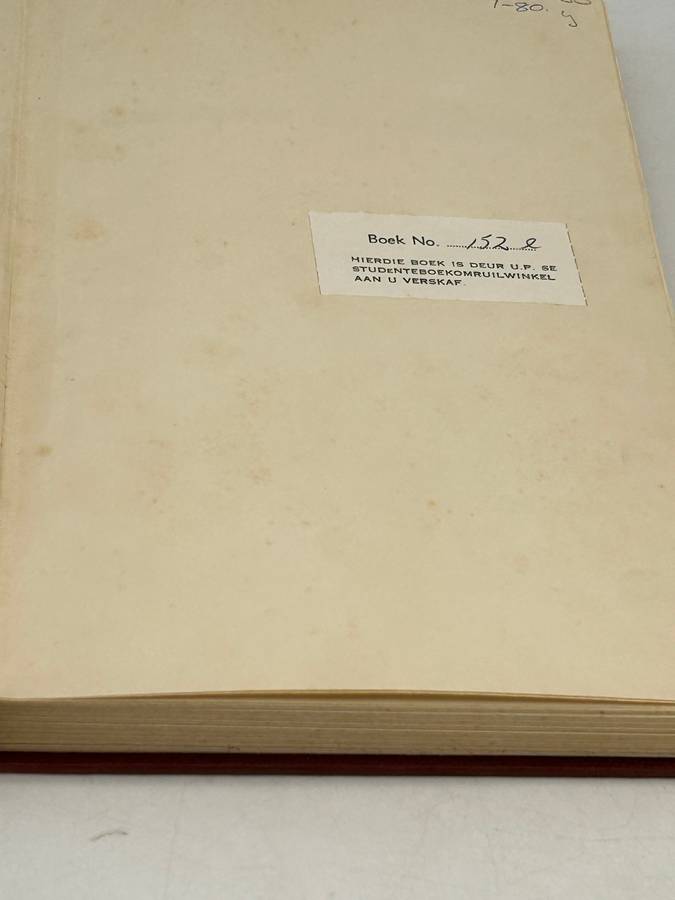 1-80.
Boek No. 152
HIERDIE BOEK IS DEUR U.P. SE
STUDENTEBOEKOMRUILWINKEL
AAN U VERSKAF.